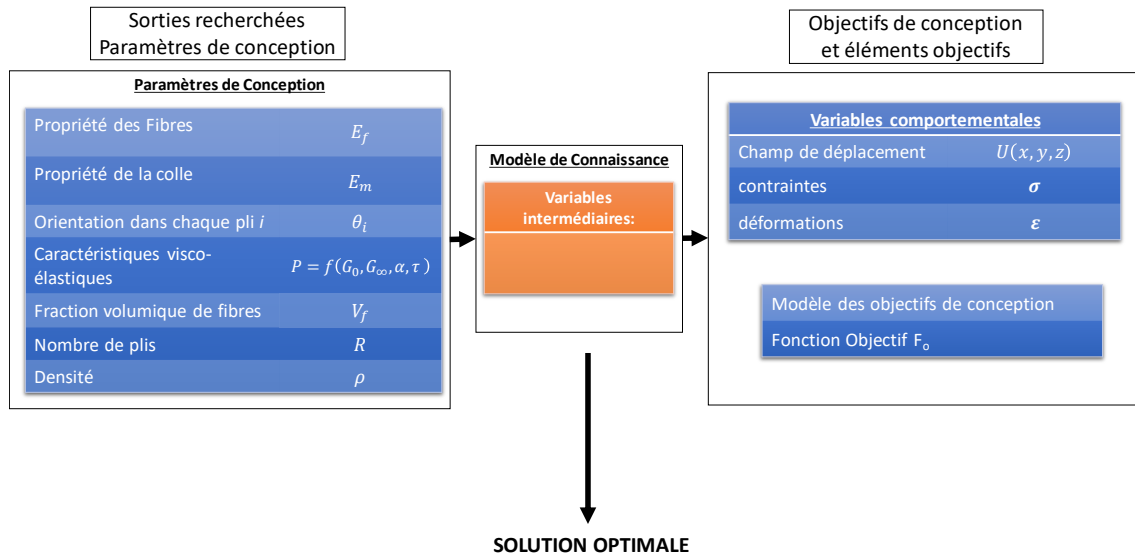 Sorties recherchées
Paramètres de conception
Paramètres de Conception
Propriété des Fibres E_f
Propriété de la colle E_m
Orientation dans chaque pli i θ_i
Caractéristiques visco-
élastiques P = f(G_0, G_∞, α, τ)
Fraction volumique de fibres V_f
Nombre de plis R
Densité ρ
Modèle de Connaissance
Variables
intermédiaires:
SOLUTION OPTIMALE
Objectifs de conception
et éléments objectifs
Variables comportementales
Champ de déplacement U(x, y, z)
contraintes σ
déformations ε
Modèle des objectifs de conception
Fonction Objectif F_o